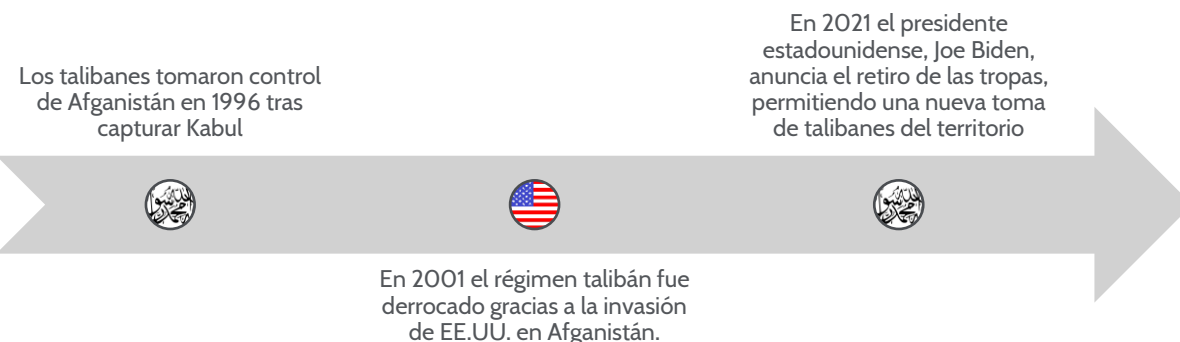 Los talibanes tomaron control
de Afganistán en 1996 tras
capturar Kabul
En 2001 el régimen talibán fue
derrocado gracias a la invasión
de EE.UU. en Afganistán.
En 2021 el presidente
estadounidense, Joe Biden,
anuncia el retiro de las tropas,
permitiendo una nueva toma
de talibanes del territorio